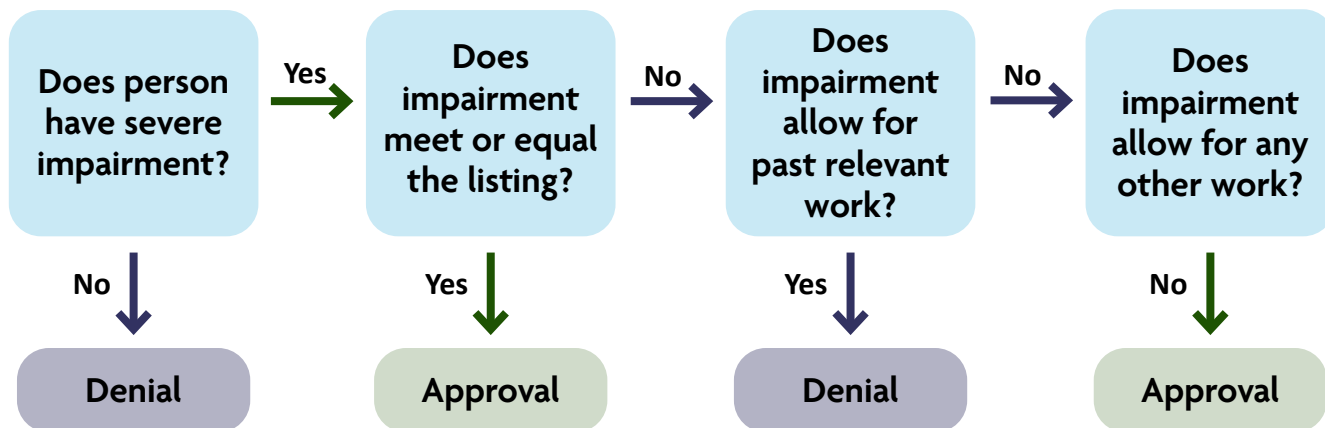 Does person
have severe
impairment?
Yes
Does
impairment
meet or equal
the listing?
No
Does
impairment
allow for
past relevant
work?
No
Does
impairment
allow for any
other work?
No
Yes
Yes
No
Denial
Approval
Denial
Approval